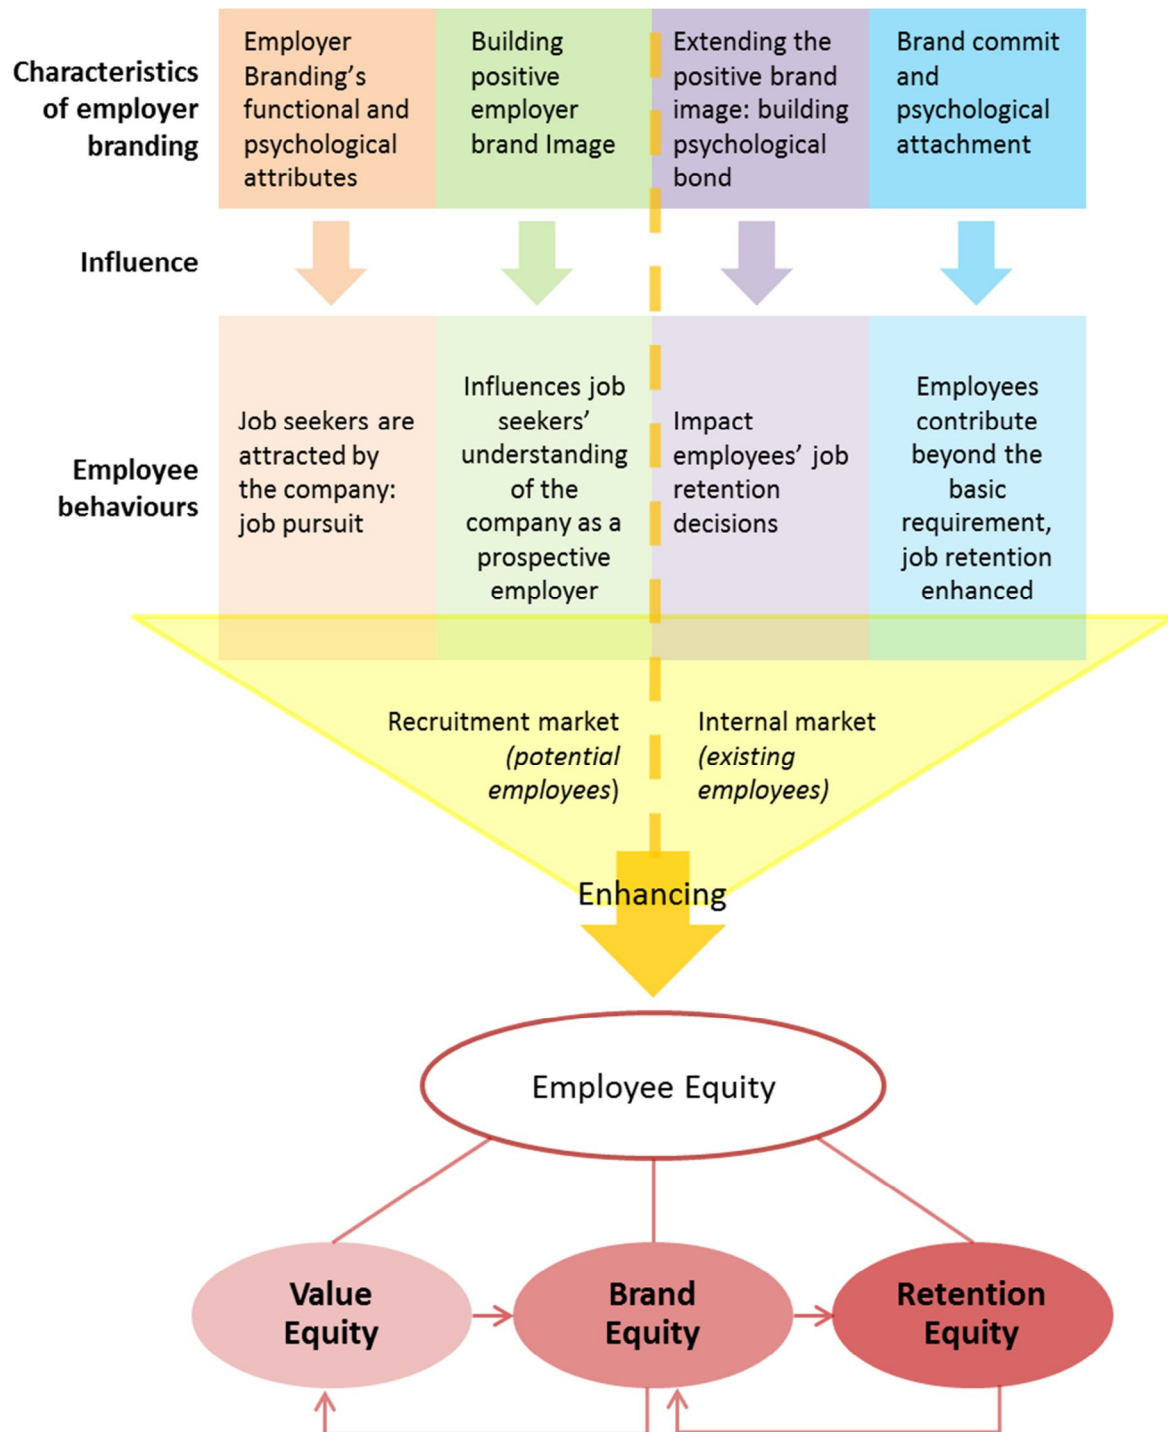 Characteristics
of employer
branding
Employer
Branding’s
functional and
psychological
attributes
Building
positive
employer
brand Image
Extending the
positive brand
image: building
psychological
bond
Brand commit
and
psychological
attachment
Influence
Employee
behaviours
Job seekers are
attracted by
the company:
job pursuit
Influences job
seekers’
understanding
of the
company as a
prospective
employer
Impact
employees’ job
retention
decisions
Employees
contribute
beyond the
basic
requirement,
job retention
enhanced
Recruitment market
(potential
employees)
Internal market
(existing
employees)
Enhancing
Employee Equity
Value
Equity
Brand
Equity
Retention
Equity